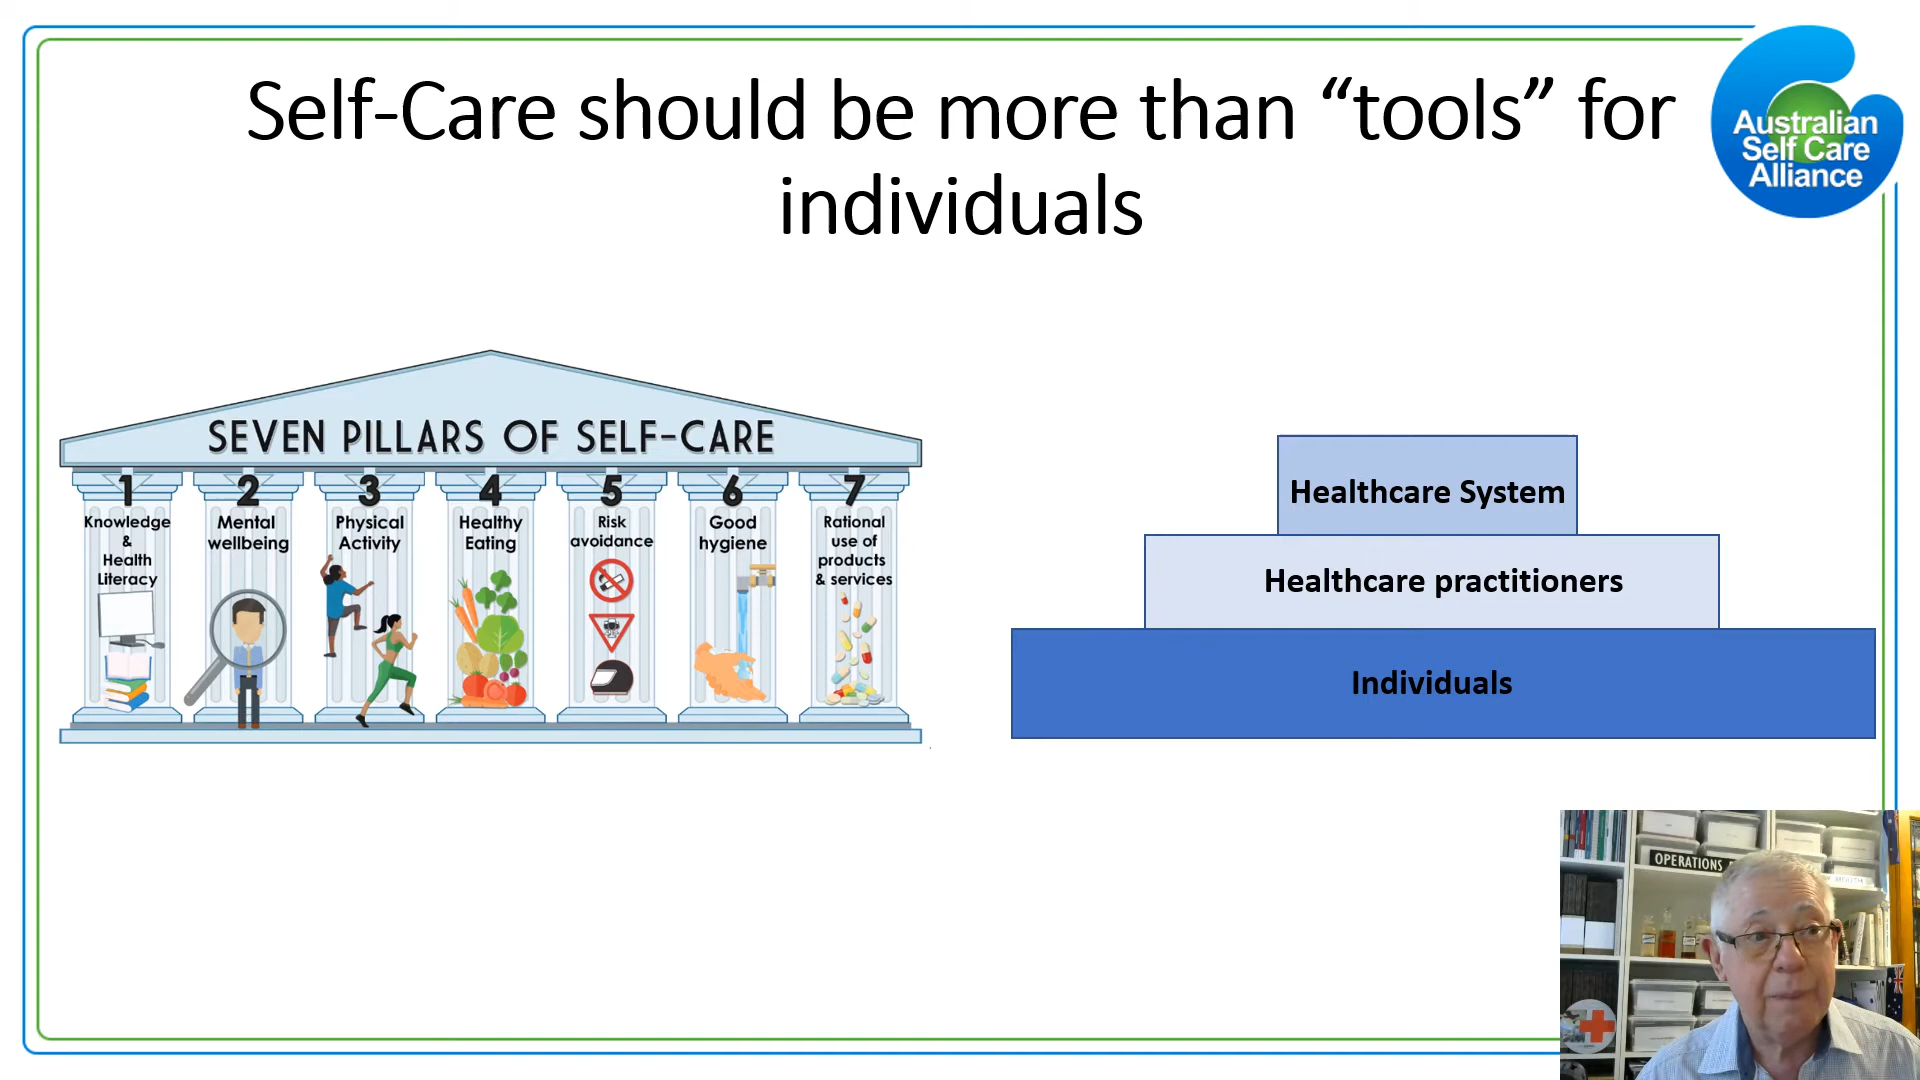 Self-Care should be more than “tools” for
individuals
Australian
Self Care
Alliance
SEVEN PILLARS OF SELF-CARE
1
Knowledge
&
Health
Literacy
2
Mental
wellbeing
3
Physical
Activity
4
Healthy
Eating
5
Risk
avoidance
6
Good
hygiene
7
Rational
use of
products
& services
Healthcare System
Healthcare practitioners
Individuals
OPERATIONS